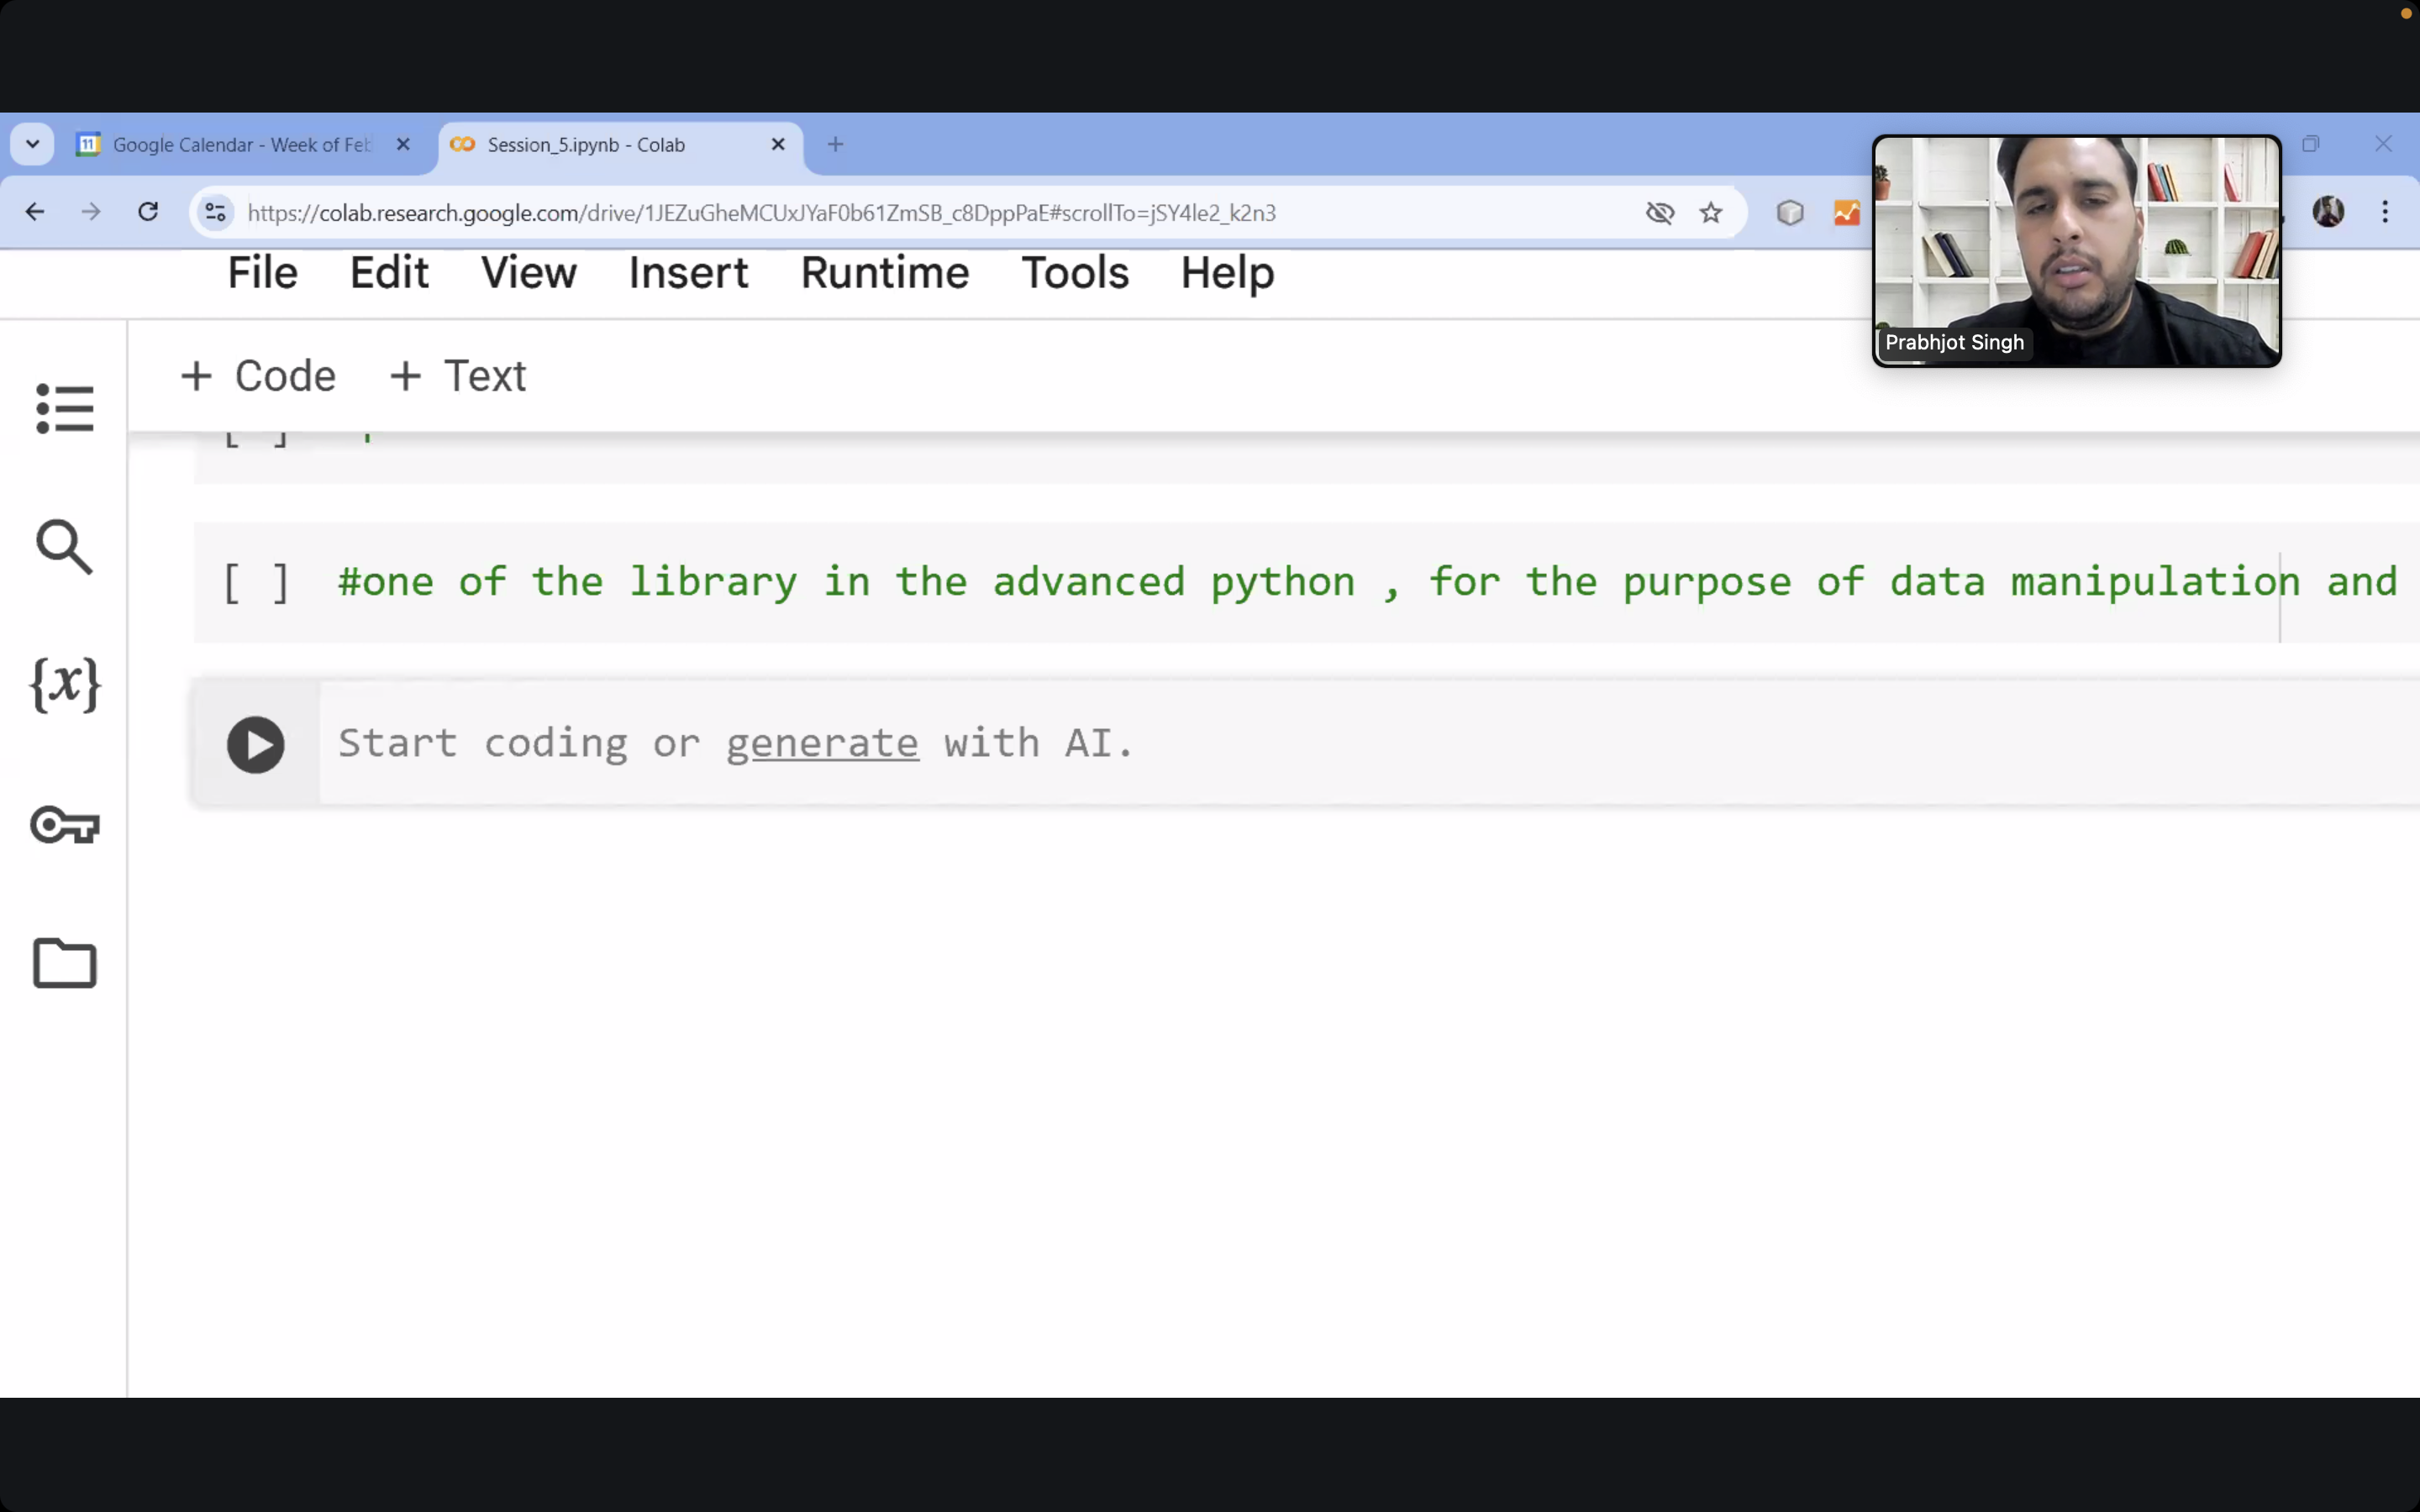 11 Google Calendar - Week of Feb
Session_5.ipynb - Colab
https://colab.research.google.com/drive/1JEZuGheMCUxJYaF0b61ZmSB_c8DppPaE#scrollTo=jSY4le2_k2n3
File Edit View Insert Runtime Tools Help
Prabhjot Singh
+ Code + Text
[ ] #one of the library in the advanced python , for the purpose of data manipulation and
{x}
Start coding or generate with AI.